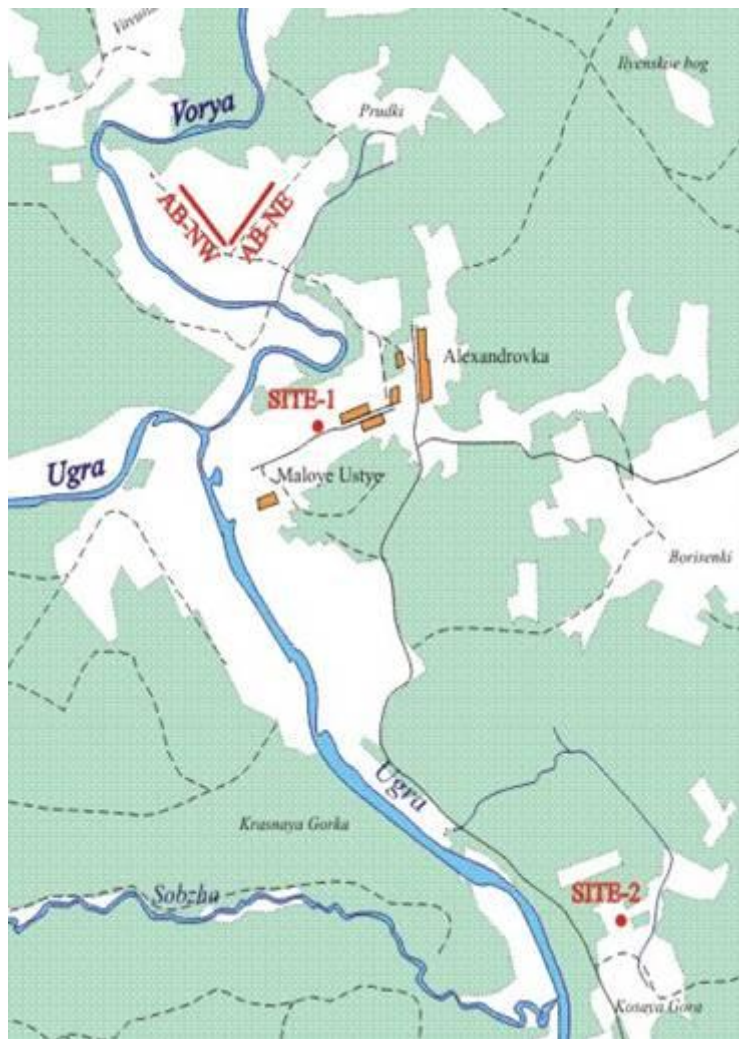 Ilyenskoe bog
Vorya
Prudki
AB-NW
AB-NE
Alexandrovka
SITE-1
Ugra
Maloye Ustye
Borisenki
Ugra
Krasnaya Gorka
Sobzha
SITE-2
Kosaya Gora